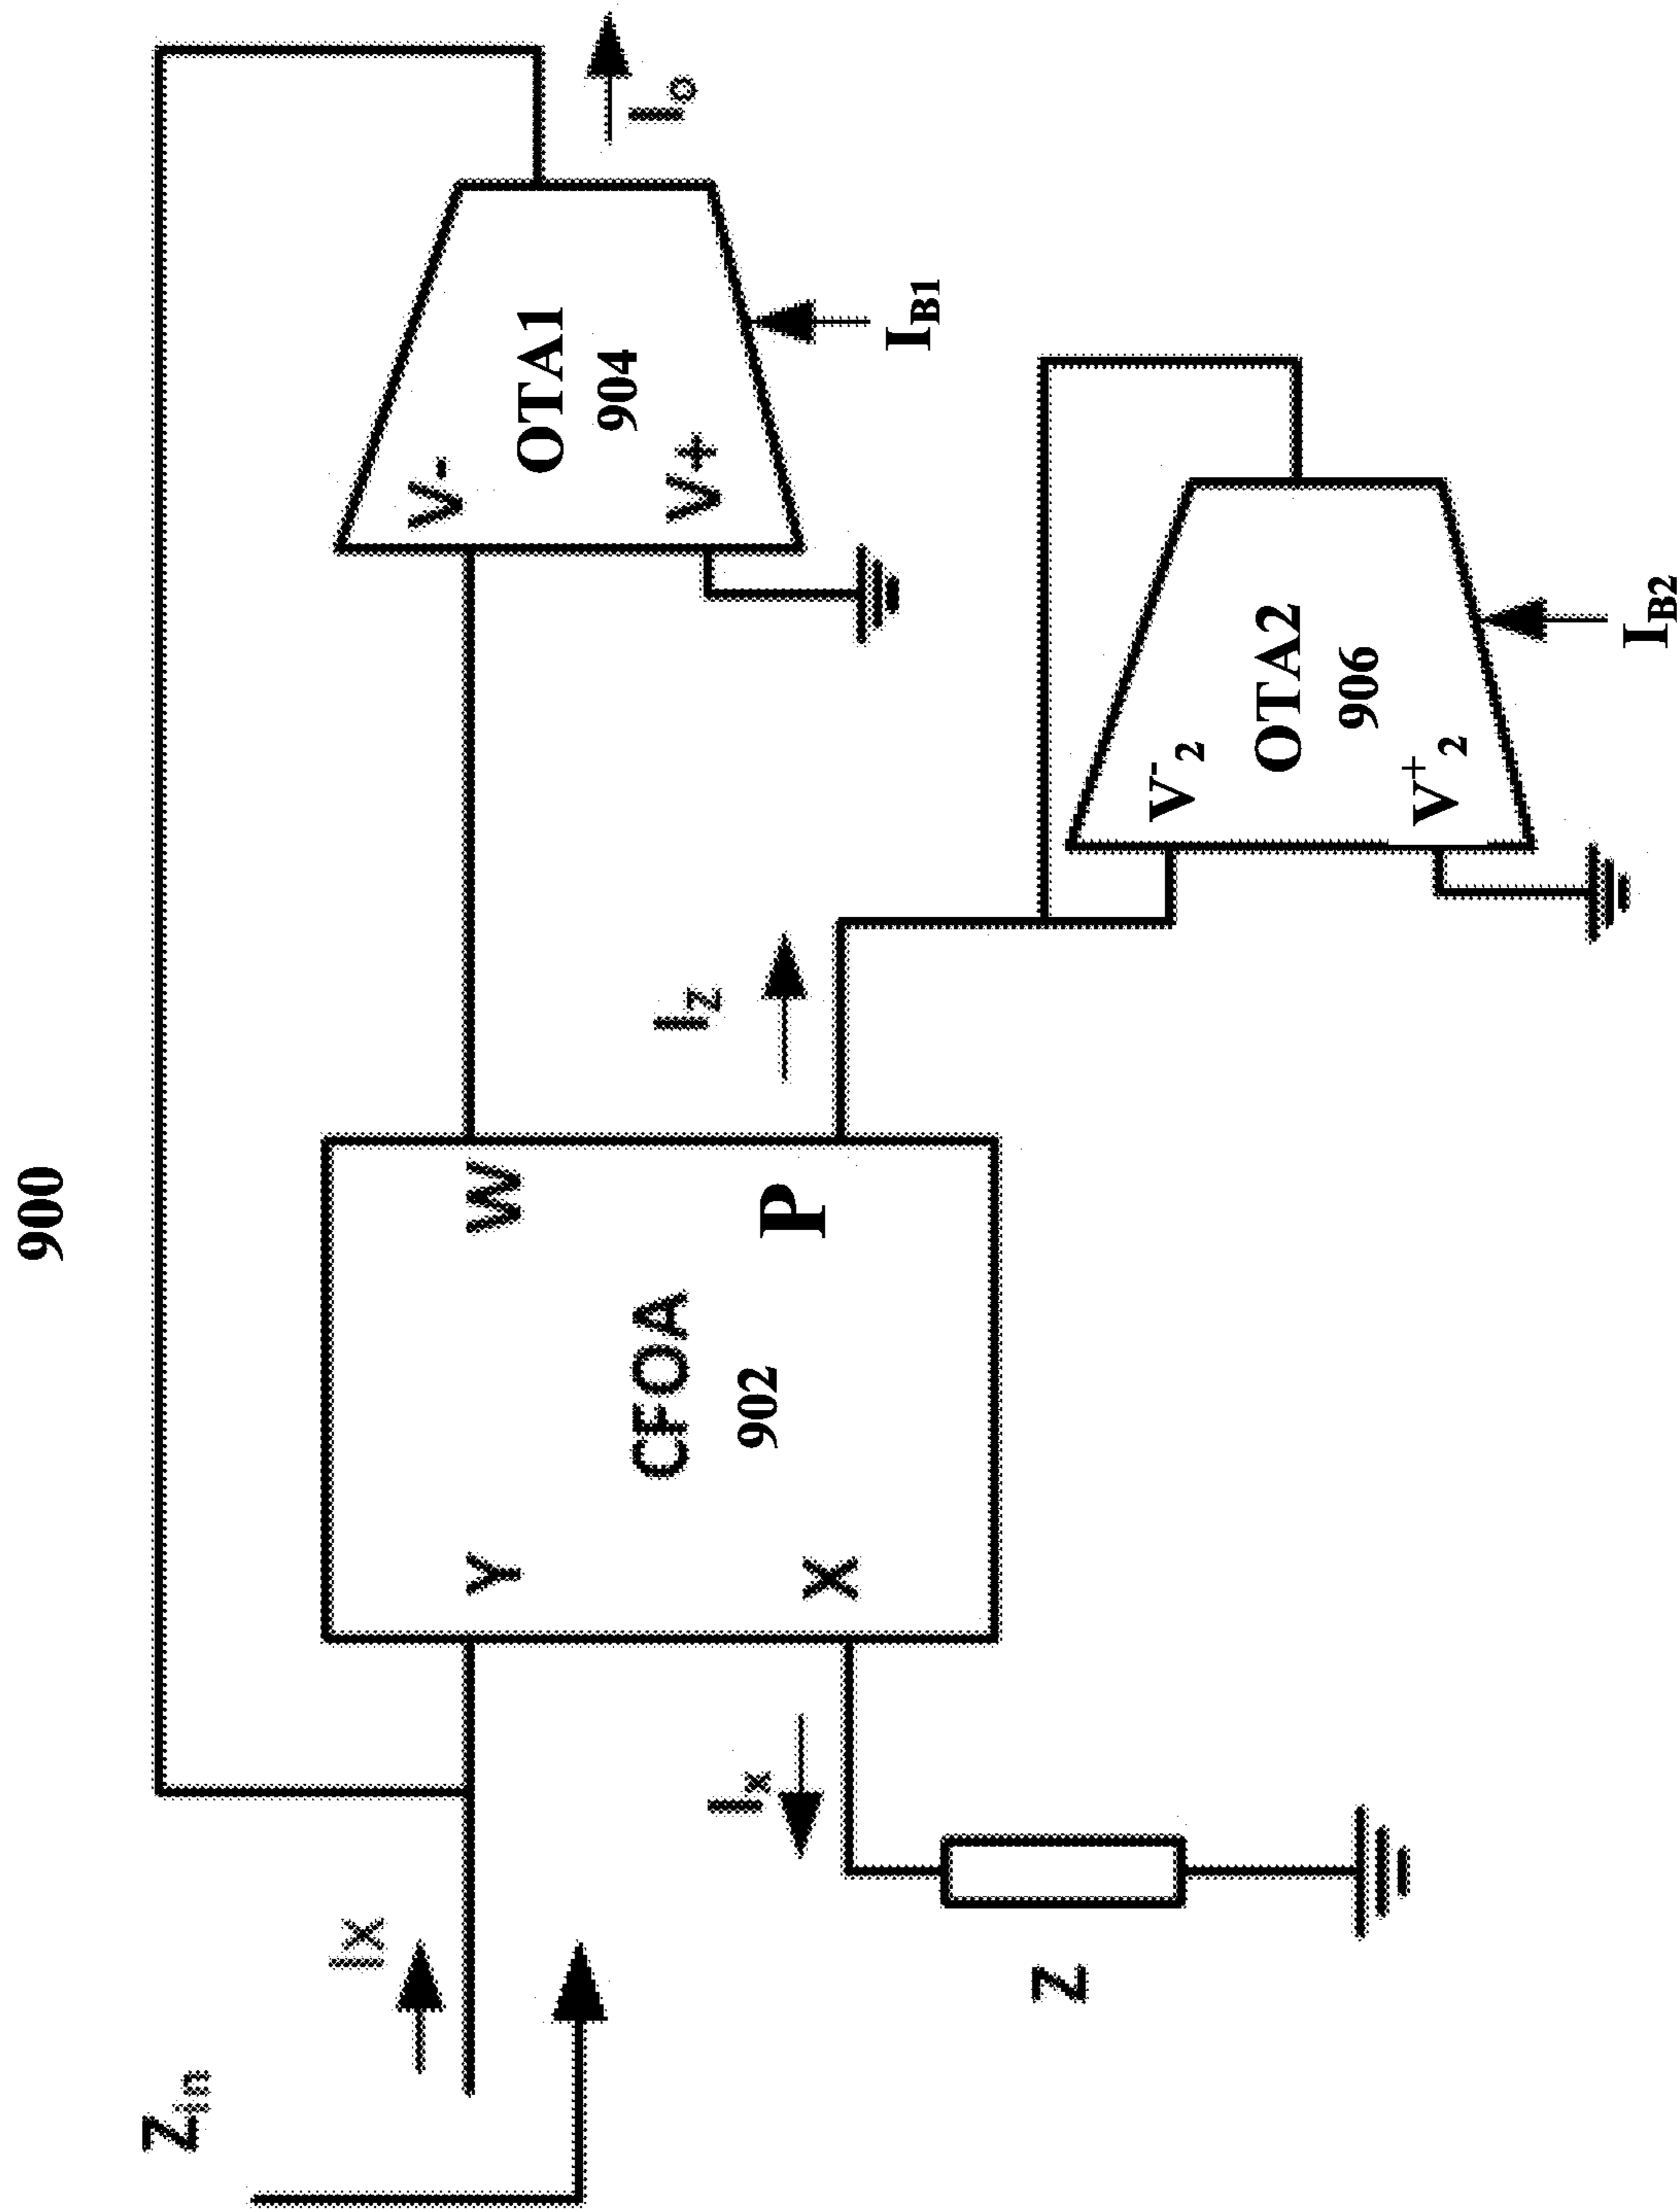 900
Zin
IX
Y
X
CFOA
902
W
P
Ix
Z
IZ
V-
V+
OTA1
904
Io
IB1
V-2
V+2
OTA2
906
IB2